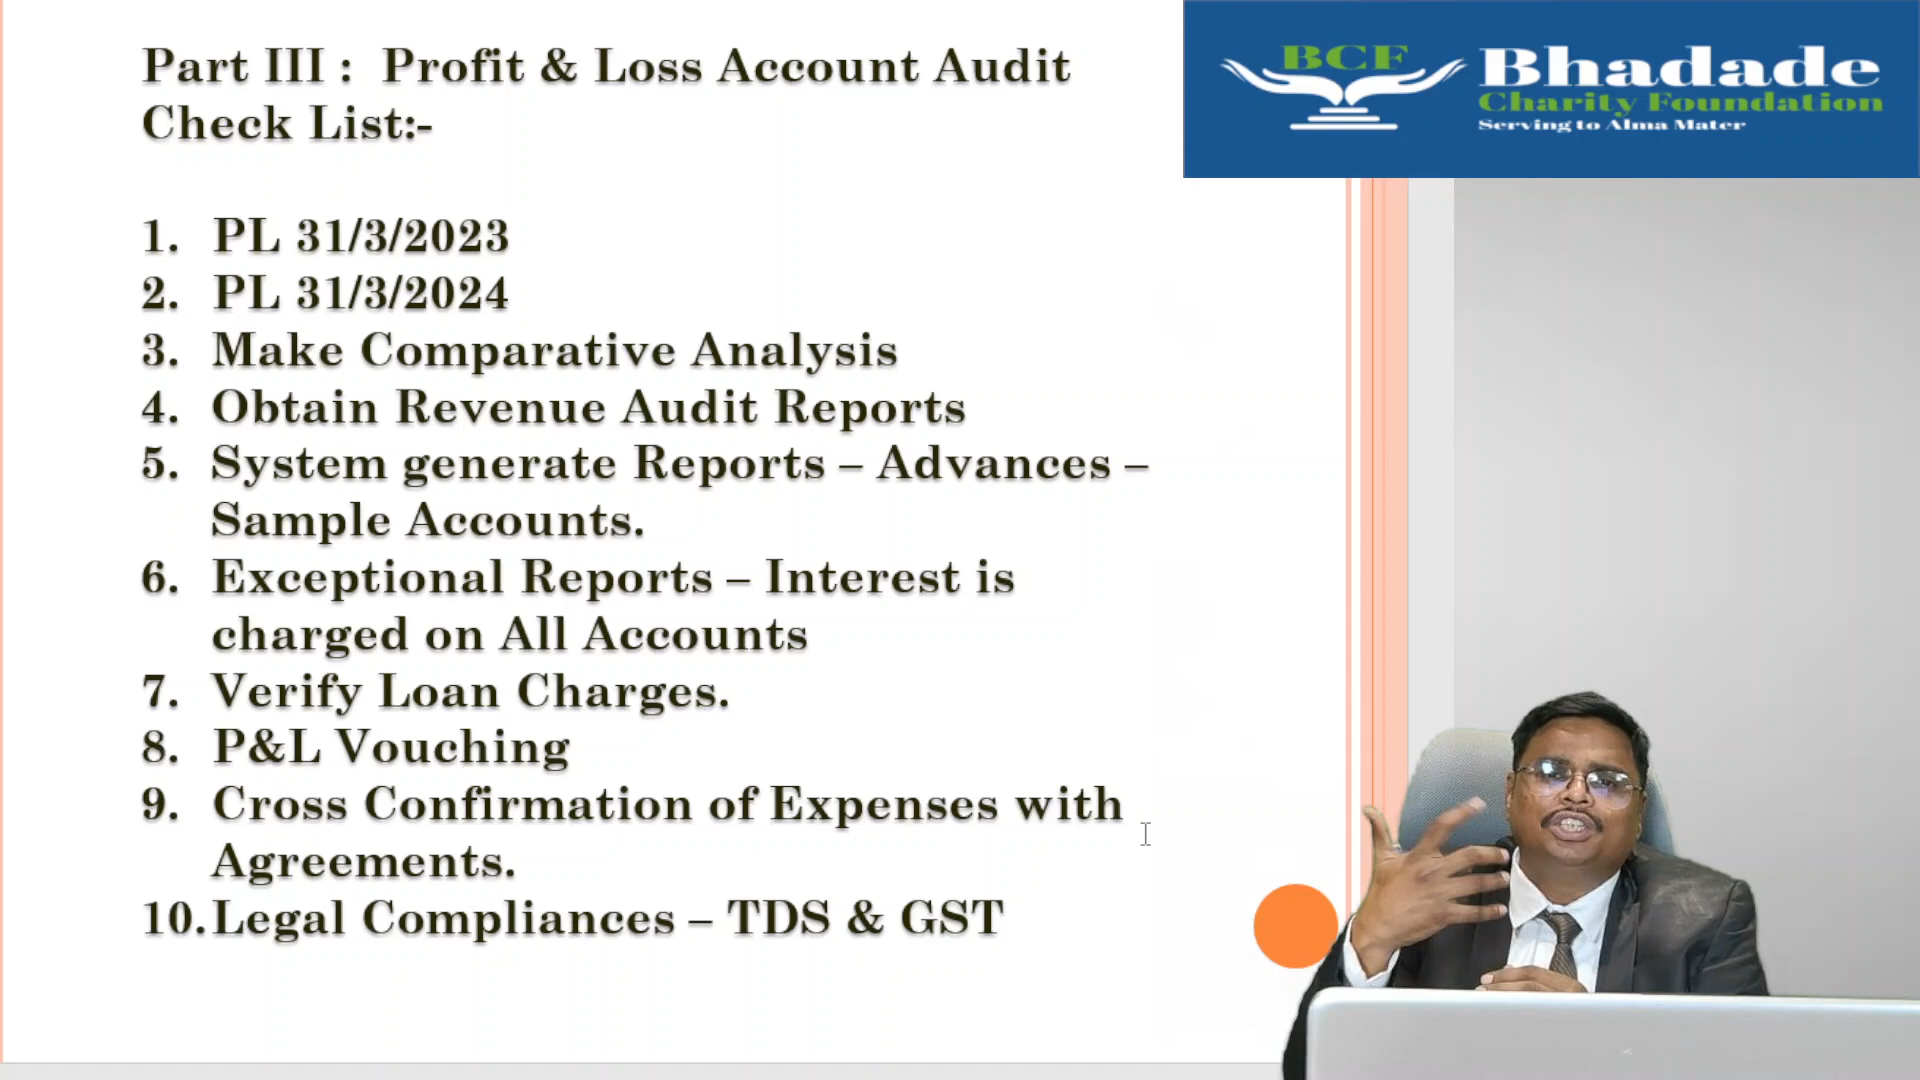 Part III :  Profit & Loss Account Audit
Check List:-
1. PL 31/3/2023
2. PL 31/3/2024
3. Make Comparative Analysis
4. Obtain Revenue Audit Reports
5. System generate Reports – Advances –
Sample Accounts.
6. Exceptional Reports – Interest is
charged on All Accounts
7. Verify Loan Charges.
8. P&L Vouching
9. Cross Confirmation of Expenses with
Agreements.
10. Legal Compliances – TDS & GST
BCF
Bhadade
Charity Foundation
Serving to Alma Mater